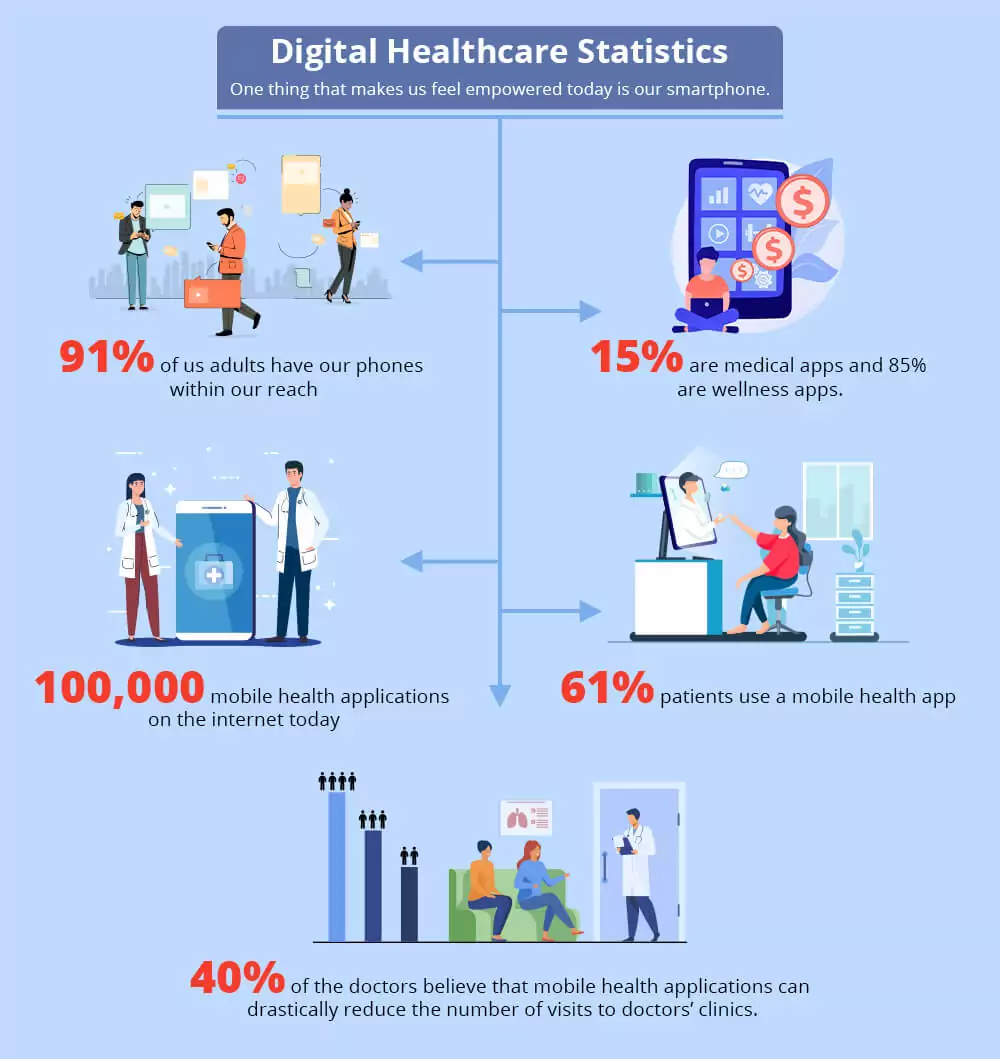 Digital Healthcare Statistics
One thing that makes us feel empowered today is our smartphone.
91% of us adults have our phones
within our reach
15% are medical apps and 85%
are wellness apps.
100,000 mobile health applications
on the internet today
61% patients use a mobile health app
40% of the doctors believe that mobile health applications can
drastically reduce the number of visits to doctors’ clinics.